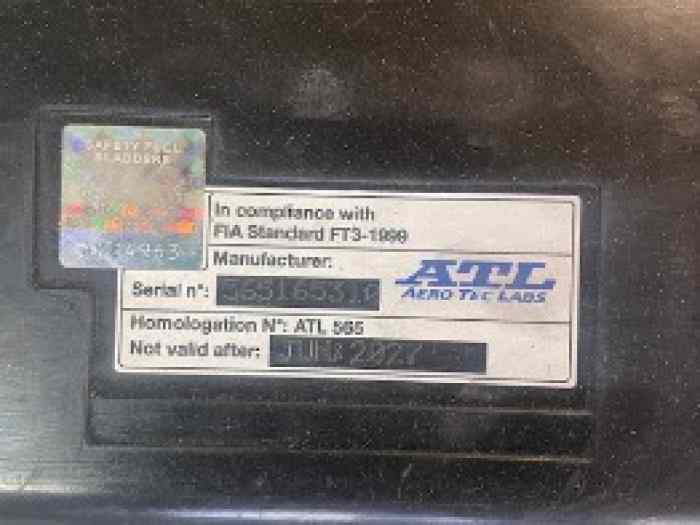 SAFETY FUEL
BLADDERS
In compliance with
FIA Standard FT3-1999
Manufacturer:
ATL
AERO TEC LABS
Serial n°:
Homologation N°: ATL 565
Not valid after: JUN